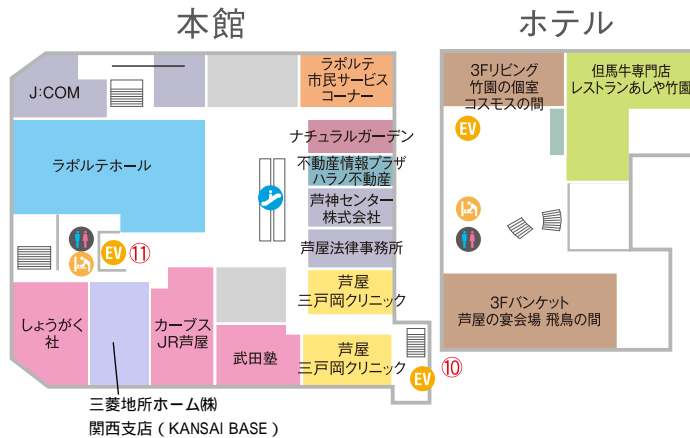 本館
ホテル
J:COM
ラポルテ
市民サービス
コーナー
ラポルテホール
ナチュラルガーデン
不動産情報プラザ
ハラノ不動産
芦神センター
株式会社
芦屋法律事務所
芦屋
三戸岡クリニック
EV
⑪
しょうがく
社
カーブス
JR芦屋
武田塾
芦屋
三戸岡クリニック
EV
⑩
三菱地所ホーム㈱
関西支店（KANSAI BASE）
3Fリビング
竹園の個室
コスモスの間
但馬牛専門店
レストランあしや竹園
EV
3Fバンケット
芦屋の宴会場 飛鳥の間